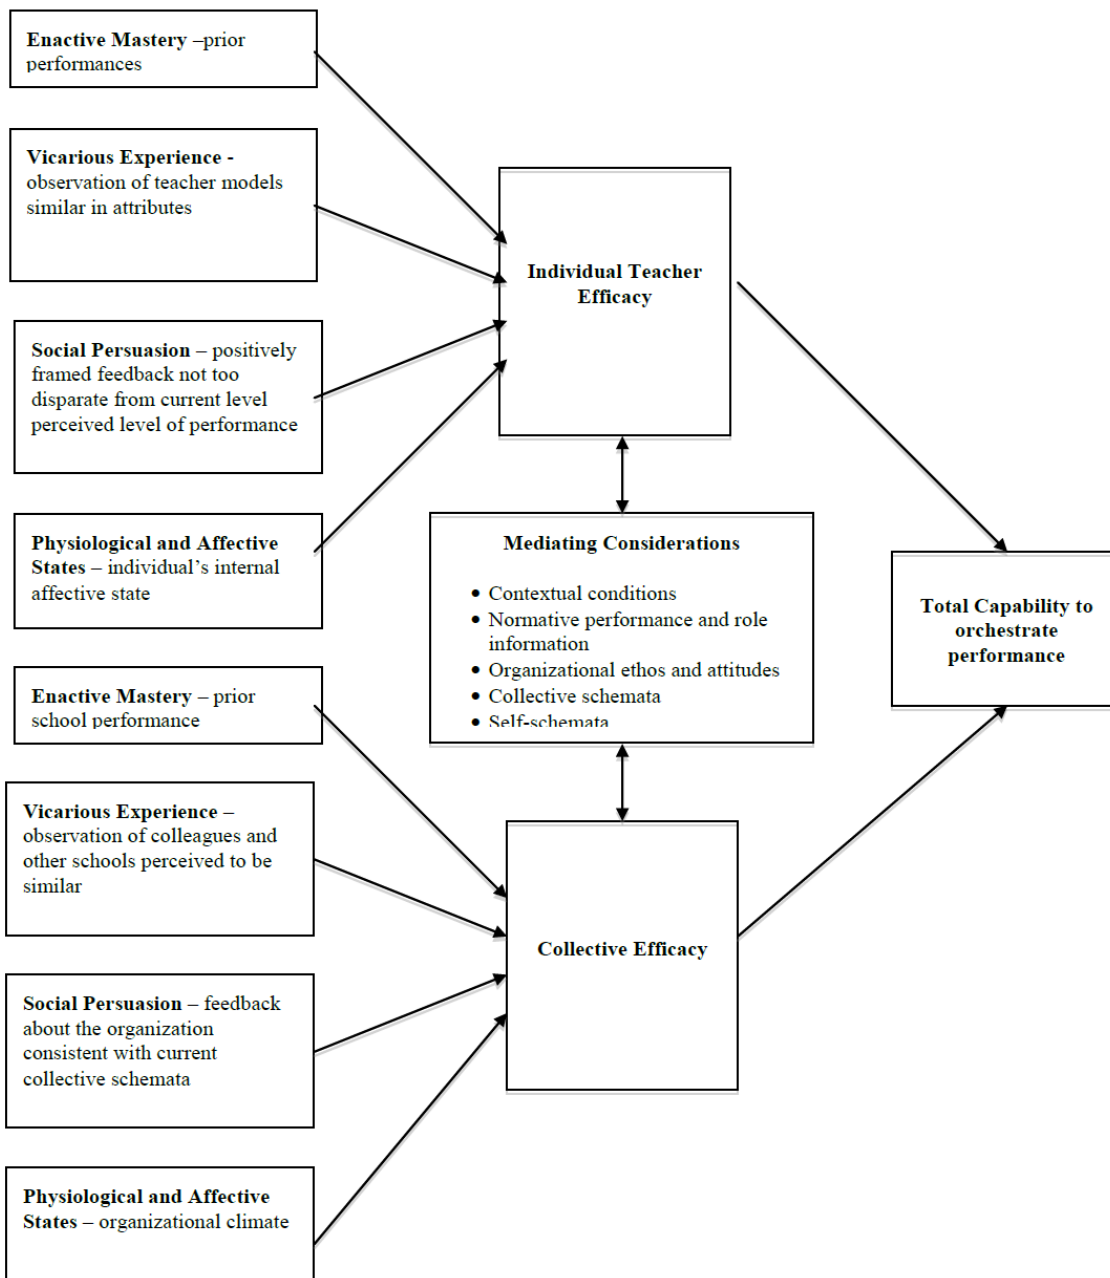 Enactive Mastery –prior
performances
Vicarious Experience -
observation of teacher models
similar in attributes
Social Persuasion – positively
framed feedback not too
disparate from current level
perceived level of performance
Physiological and Affective
States – individual's internal
affective state
Enactive Mastery – prior
school performance
Vicarious Experience –
observation of colleagues and
other schools perceived to be
similar
Social Persuasion – feedback
about the organization
consistent with current
collective schemata
Physiological and Affective
States – organizational climate
Individual Teacher
Efficacy
Mediating Considerations
• Contextual conditions
• Normative performance and role
information
• Organizational ethos and attitudes
• Collective schemata
• Self-schemata
Collective Efficacy
Total Capability to
orchestrate
performance